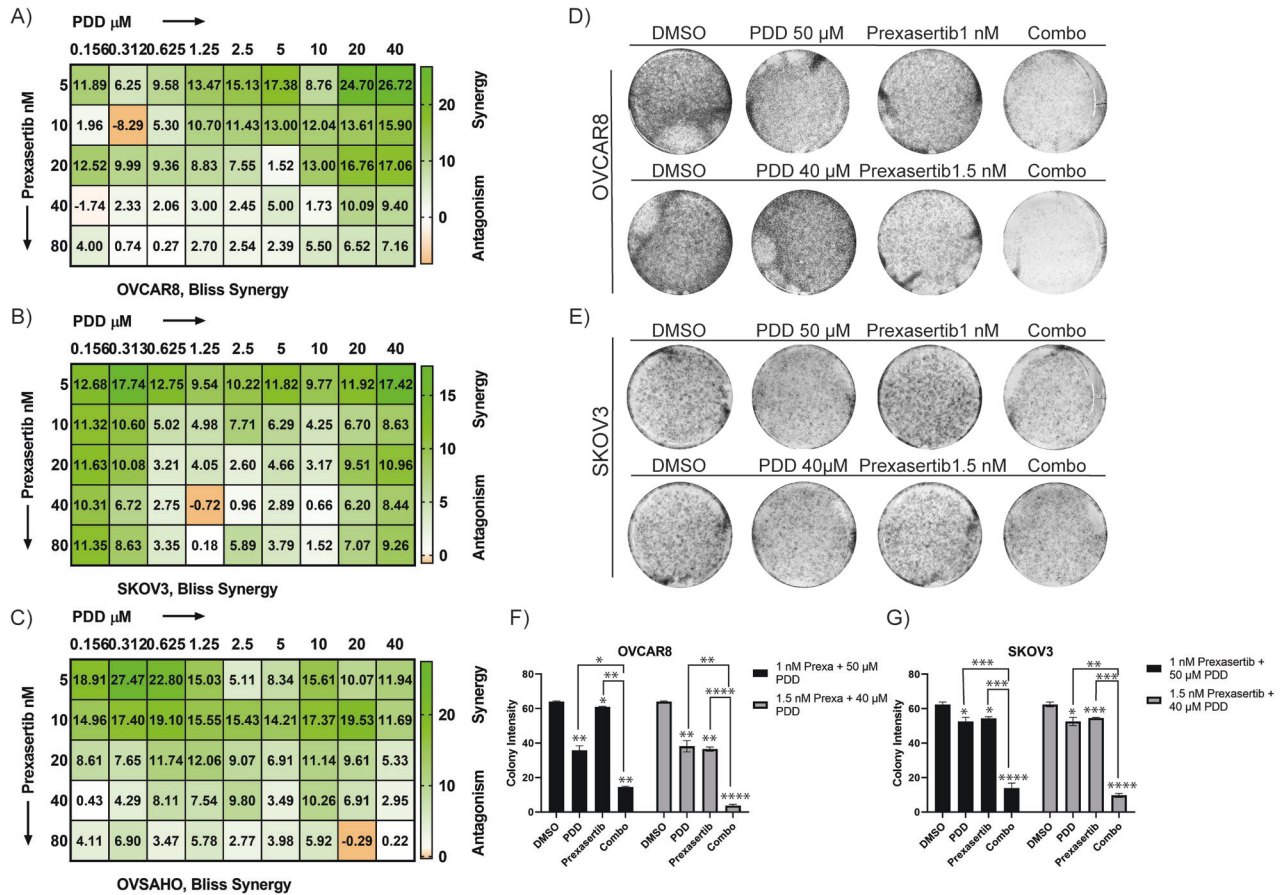 A)
PDD μM
0.156 0.312 0.625 1.25 2.5 5 10 20 40
Prexasertib nM
5 11.89 6.25 9.58 13.47 15.13 17.38 8.76 24.70 26.72
10 1.96 -8.29 5.30 10.70 11.43 13.00 12.04 13.61 15.90
20 12.52 9.99 9.36 8.83 7.55 1.52 13.00 16.76 17.06
40 -1.74 2.33 2.06 3.00 2.45 5.00 1.73 10.09 9.40
80 4.00 0.74 0.27 2.70 2.54 2.39 5.50 6.52 7.16
20
10
0
Synergy
Antagonism
OVCAR8, Bliss Synergy
B)
PDD μM
0.156 0.313 0.625 1.25 2.5 5 10 20 40
Prexasertib nM
5 12.68 17.74 12.75 9.54 10.22 11.82 9.77 11.92 17.42
10 11.32 10.60 5.02 4.98 7.71 6.29 4.25 6.70 8.63
20 11.63 10.08 3.21 4.05 2.60 4.66 3.17 9.51 10.96
40 10.31 6.72 2.75 -0.72 0.96 2.89 0.66 6.20 8.44
80 11.35 8.63 3.35 0.18 5.89 3.79 1.52 7.07 9.26
15
10
5
0
Synergy
Antagonism
SKOV3, Bliss Synergy
C)
PDD μM
0.156 0.312 0.625 1.25 2.5 5 10 20 40
Prexasertib nM
5 18.91 27.47 22.80 15.03 5.11 8.34 15.61 10.07 11.94
10 14.96 17.40 19.10 15.55 15.43 14.21 17.37 19.53 11.69
20 8.61 7.65 11.74 12.06 9.07 6.91 11.14 9.61 5.33
40 0.43 4.29 8.11 7.54 9.80 3.49 10.26 6.91 2.95
80 4.11 6.90 3.47 5.78 2.77 3.98 5.92 -0.29 0.22
20
10
0
Synergy
Antagonism
OVSAHO, Bliss Synergy
D)
OVCAR8
DMSO PDD 50 μM Prexasertib1 nM Combo
DMSO PDD 40 μM Prexasertib1.5 nM Combo
E)
SKOV3
DMSO PDD 50 μM Prexasertib1 nM Combo
DMSO PDD 40μM Prexasertib1.5 nM Combo
F)
OVCAR8
Colony Intensity
80
60
40
20
0
* ** ** ****
** * ** ** ** ****
DMSO PDD Prexasertib Combo DMSO PDD Prexasertib Combo
1 nM Prexa + 50 μM
PDD
1.5 nM Prexa + 40 μM
PDD
G)
SKOV3
Colony Intensity
80
60
40
20
0
*** *** ** ***
* * **** * *** ****
DMSO PDD Prexasertib Combo DMSO PDD Prexasertib Combo
1 nM Prexasertib +
50 μM PDD
1.5 nM Prexasertib +
40 μM PDD